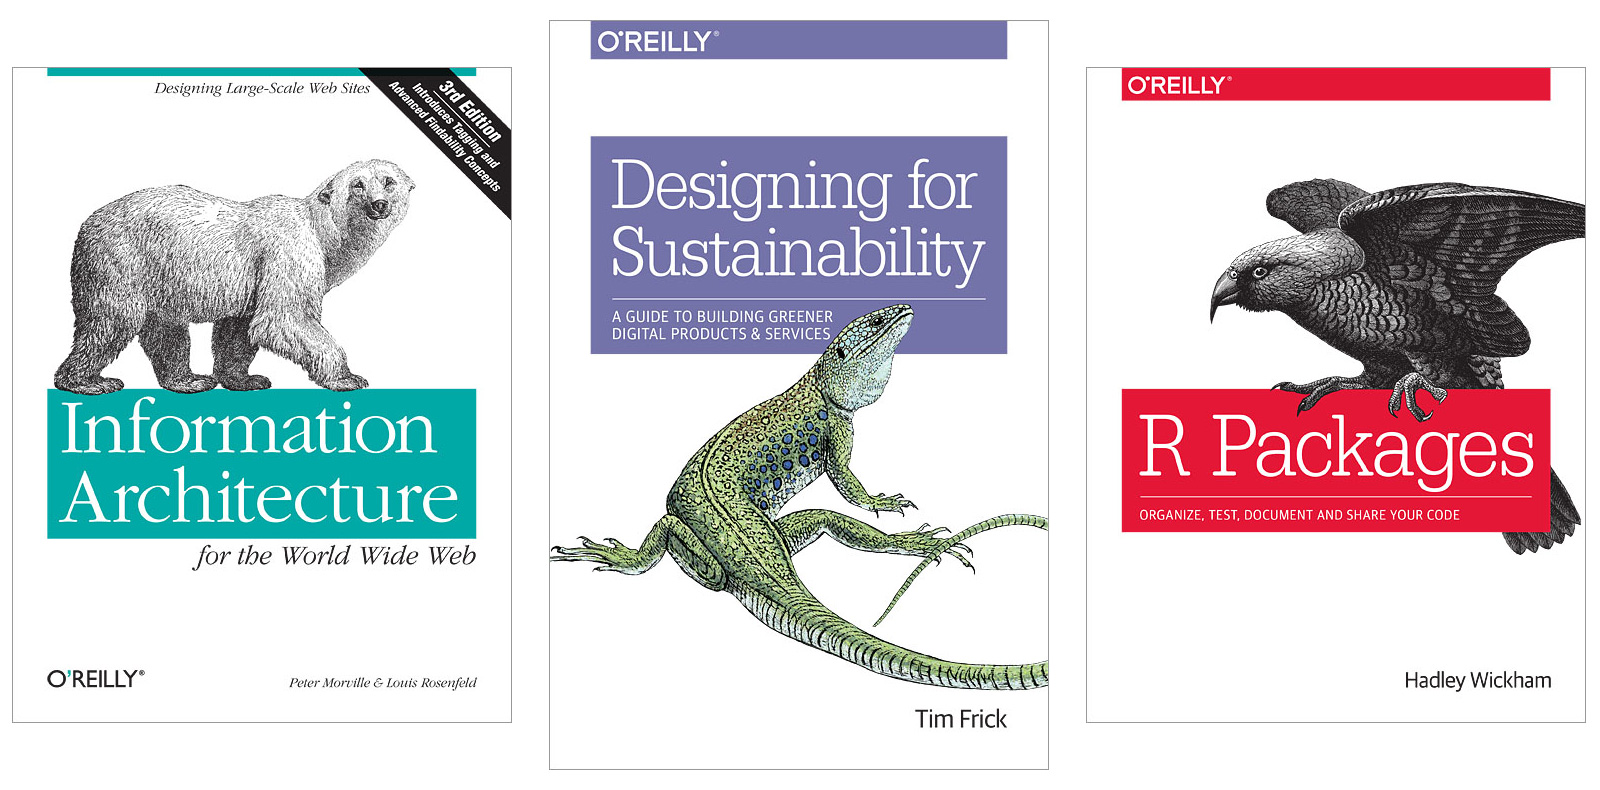 Designing Large-Scale Web Sites
3rd Edition
Introduces Tagging and
Advanced Findability Concepts
Information
Architecture
for the World Wide Web
O'REILLY®
Peter Morville & Louis Rosenfeld
O'REILLY®
Designing for
Sustainability
A GUIDE TO BUILDING GREENER
DIGITAL PRODUCTS & SERVICES
Tim Frick
O'REILLY®
R Packages
ORGANIZE, TEST, DOCUMENT AND SHARE YOUR CODE
Hadley Wickham